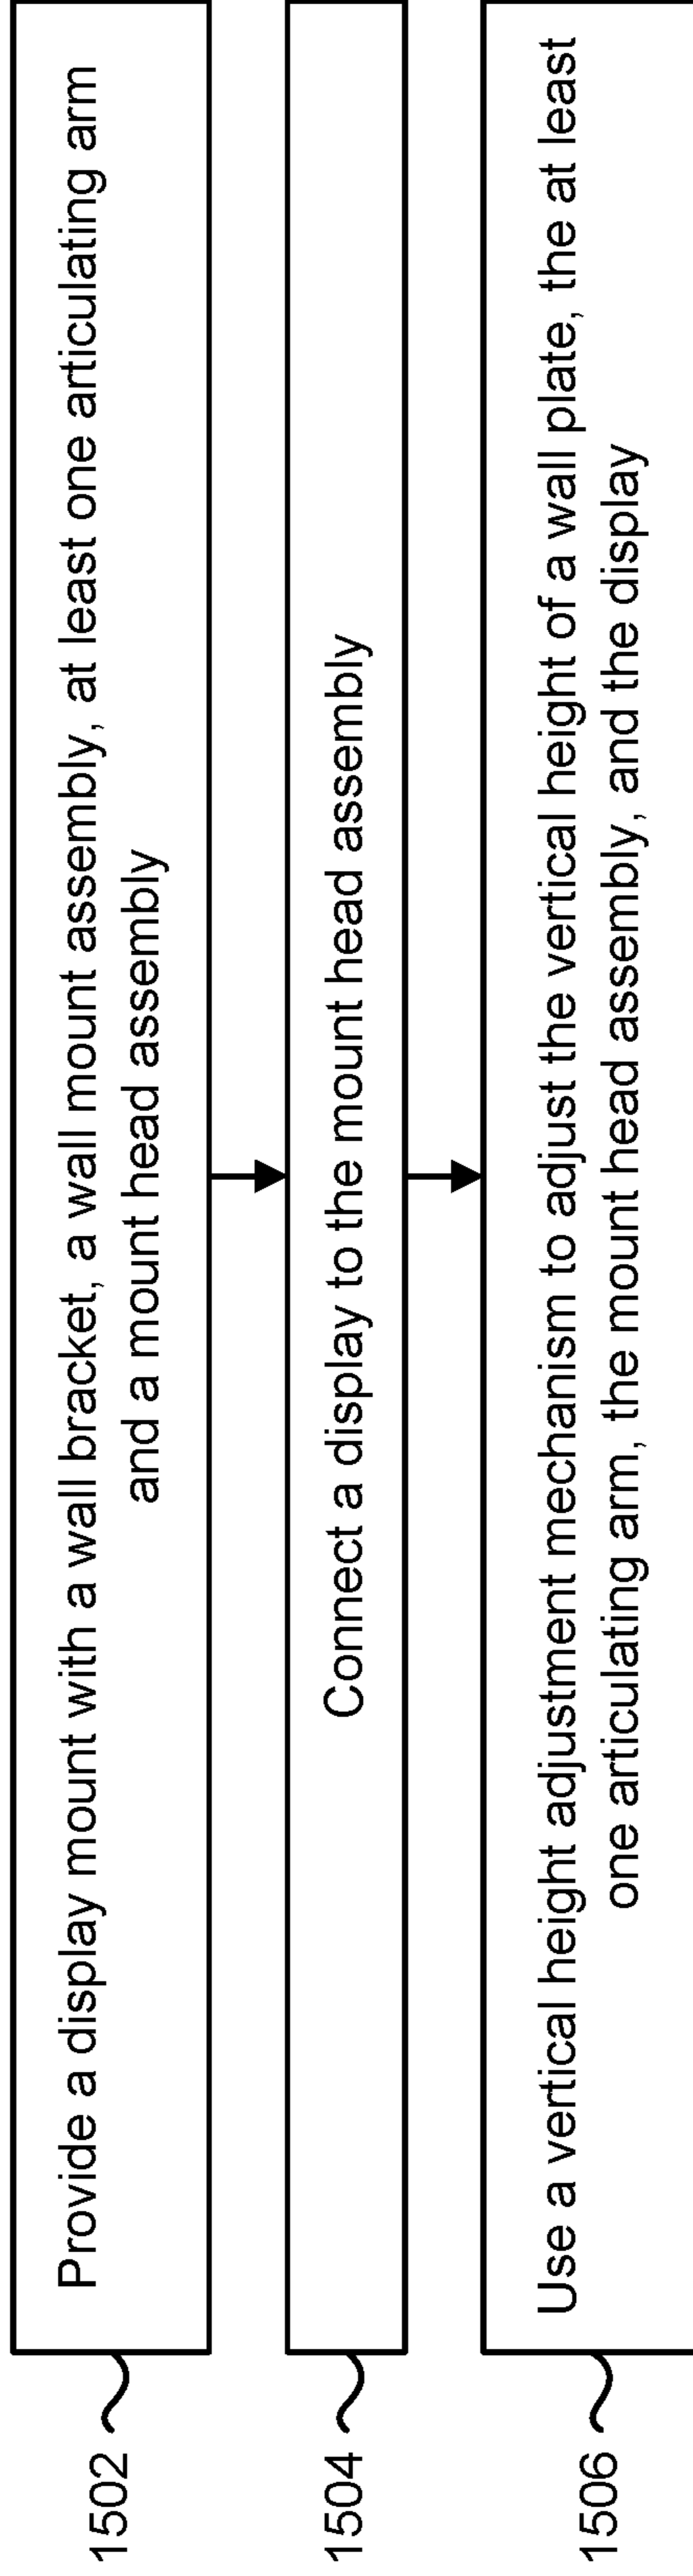 1502
Provide a display mount with a wall bracket, a wall mount assembly, at least one articulating arm
and a mount head assembly
1504
Connect a display to the mount head assembly
1506
Use a vertical height adjustment mechanism to adjust the vertical height of a wall plate, the at least
one articulating arm, the mount head assembly, and the display